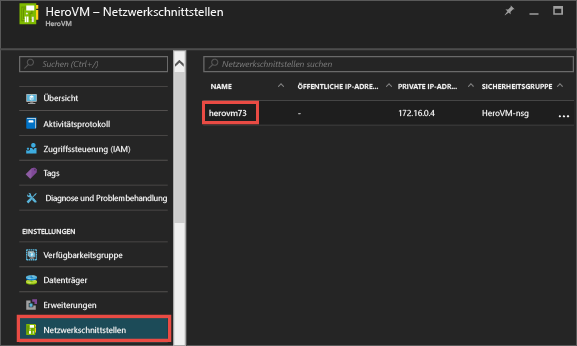 HeroVM – Netzwerkschnittstellen
HeroVM
Suchen (Ctrl+/)
Übersicht
Aktivitätsprotokoll
Zugriffssteuerung (IAM)
Tags
Diagnose und Problembehandlung
EINSTELLUNGEN
Verfügbarkeitsgruppe
Datenträger
Erweiterungen
Netzwerkschnittstellen
Netzwerkschnittstellen suchen
NAME ÖFFENTLICHE IP-ADRE... PRIVATE IP-ADR... SICHERHEITSGRUPPE
herovm73 - 172.16.0.4 HeroVM-nsg ...